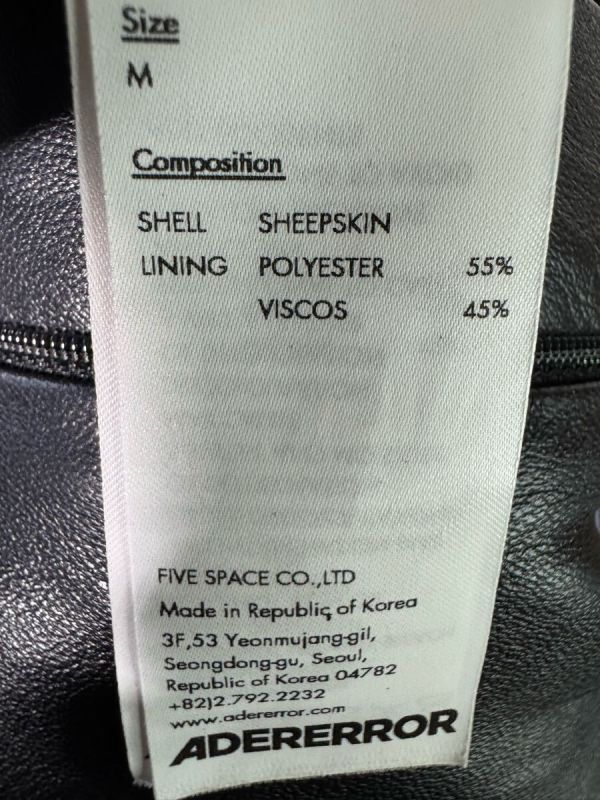 Size
M
Composition
SHELL SHEEPSKIN
LINING POLYESTER 55%
VISCOS 45%
FIVE SPACE CO.,LTD
Made in Republic of Korea
3F,53 Yeonmujang-gil,
Seongdong-gu, Seoul,
Republic of Korea 04782
+82)2.792.2232
www.adererror.com
ADERERROR